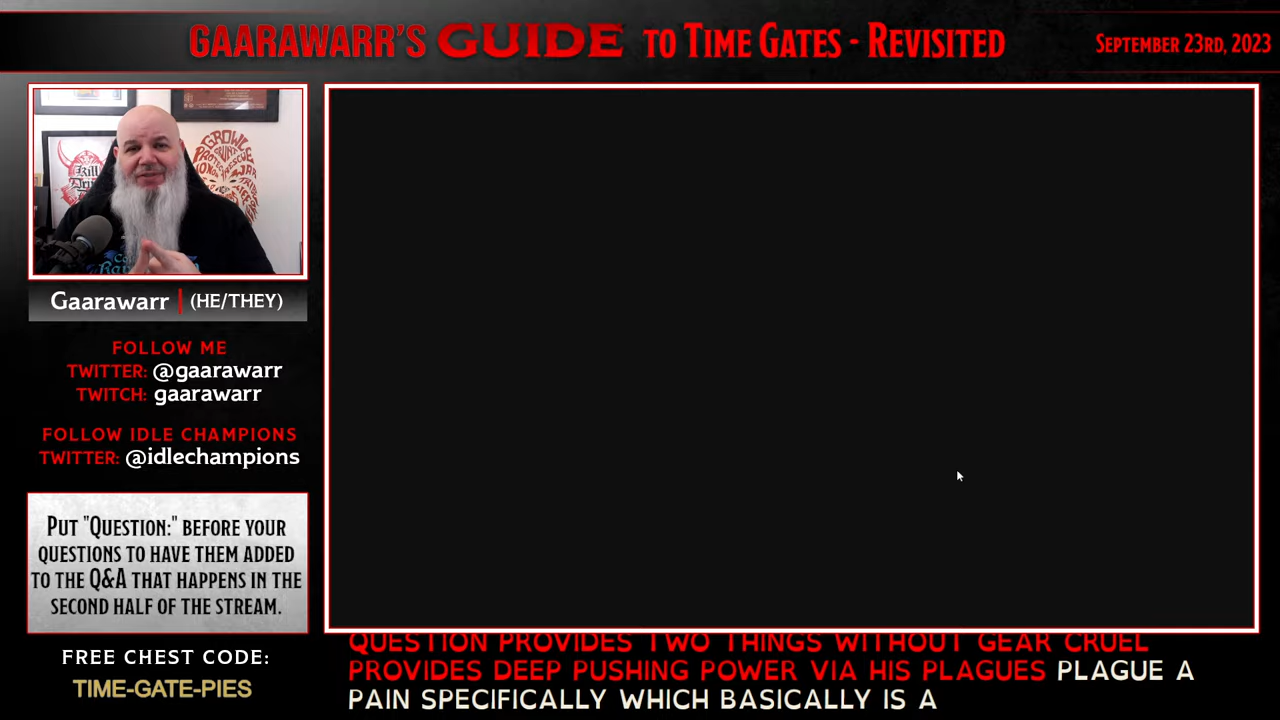 GAARAWARR'S GUIDE TO TIME GATES - REVISITED
SEPTEMBER 23RD, 2023
Gaarawarr | (HE/THEY)
FOLLOW ME
TWITTER: @gaarawarr
TWITCH: gaarawarr
FOLLOW IDLE CHAMPIONS
TWITTER: @idlechampions
PUT "QUESTION:" BEFORE YOUR
QUESTIONS TO HAVE THEM ADDED
TO THE Q&A THAT HAPPENS IN THE
SECOND HALF OF THE STREAM.
FREE CHEST CODE:
TIME-GATE-PIES
QUESTION PROVIDES TWO THINGS WITHOUT GEAR CRUEL
PROVIDES DEEP PUSHING POWER VIA HIS PLAGUES PLAGUE A
PAIN SPECIFICALLY WHICH BASICALLY IS A